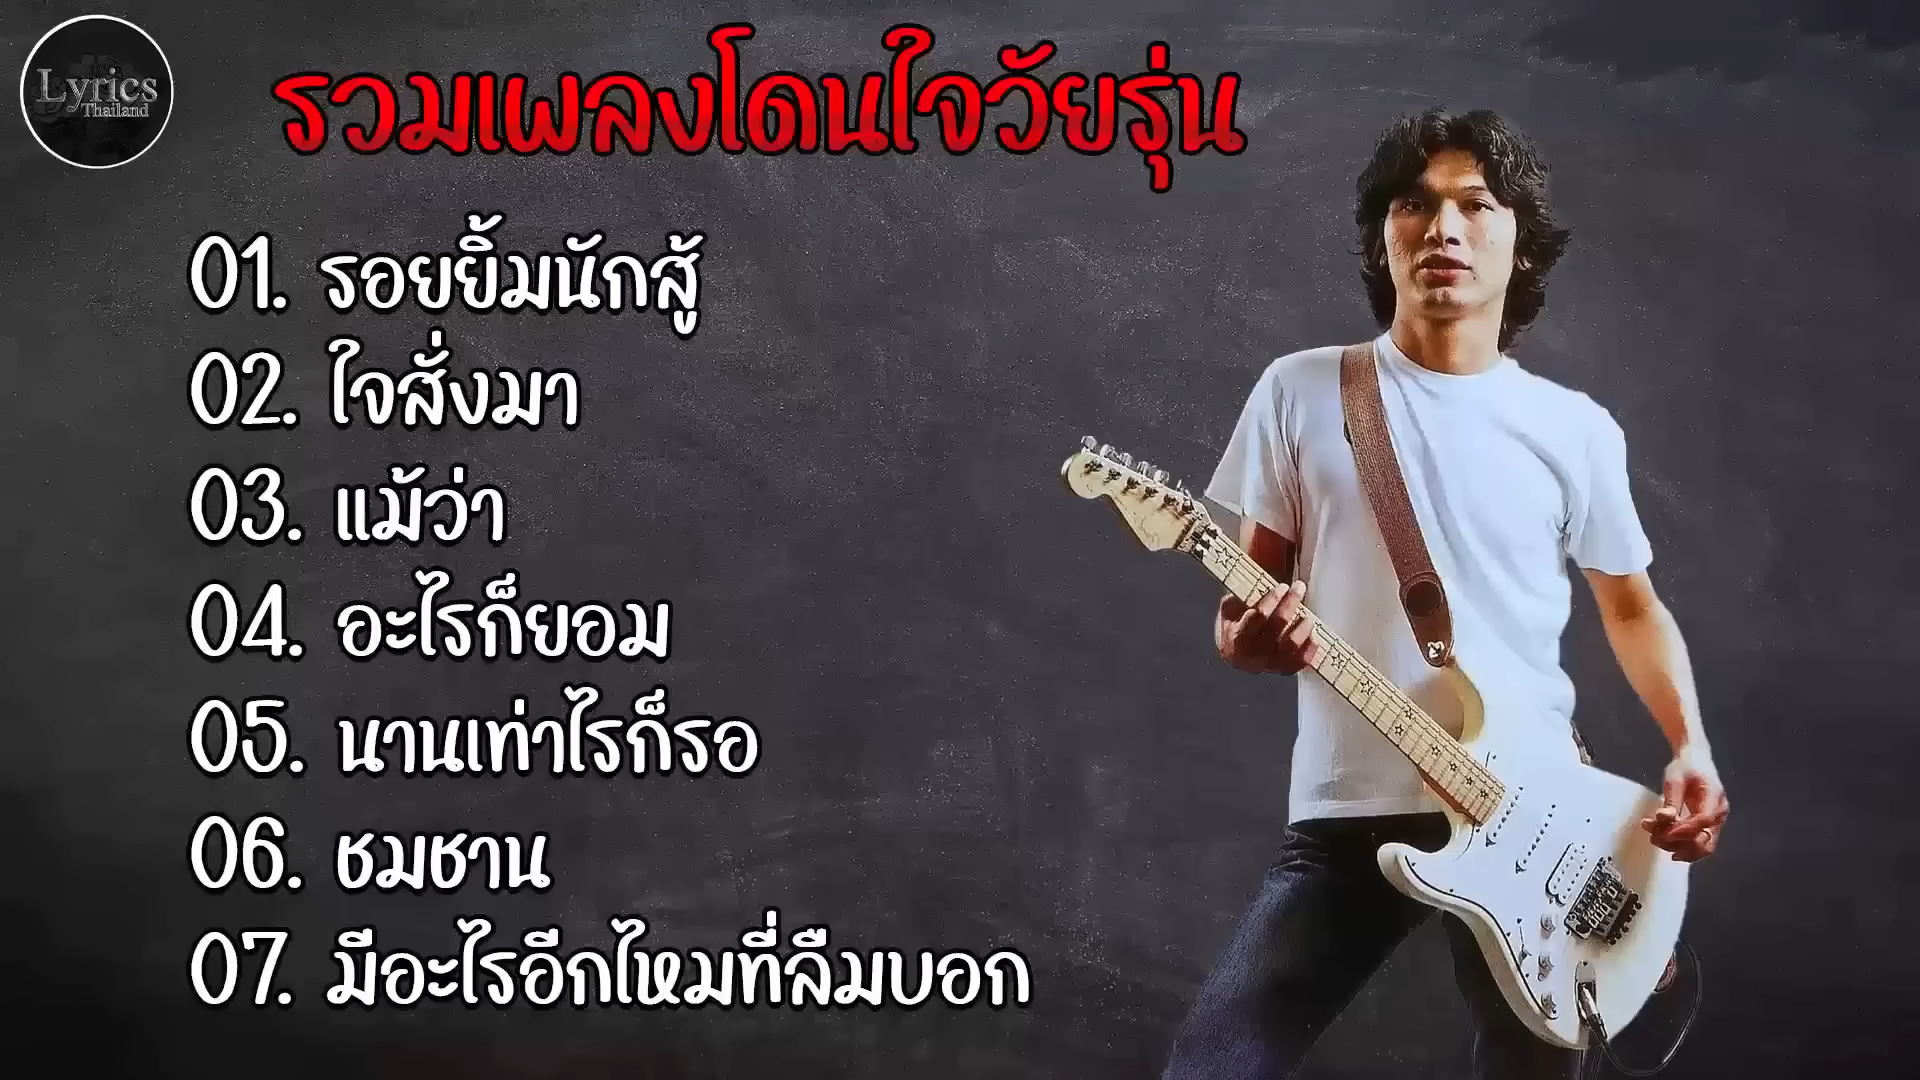 Lyrics
Thailand
รวมเพลงโดนใจวัยรุ่น
01. รอยยิ้มนักสู้
02. ใจสั่งมา
03. แม้ว่า
04. อะไรก็ยอม
05. นานเท่าไรก็รอ
06. ซมซาน
07. มีอะไรอีกไหมที่ลืมบอก